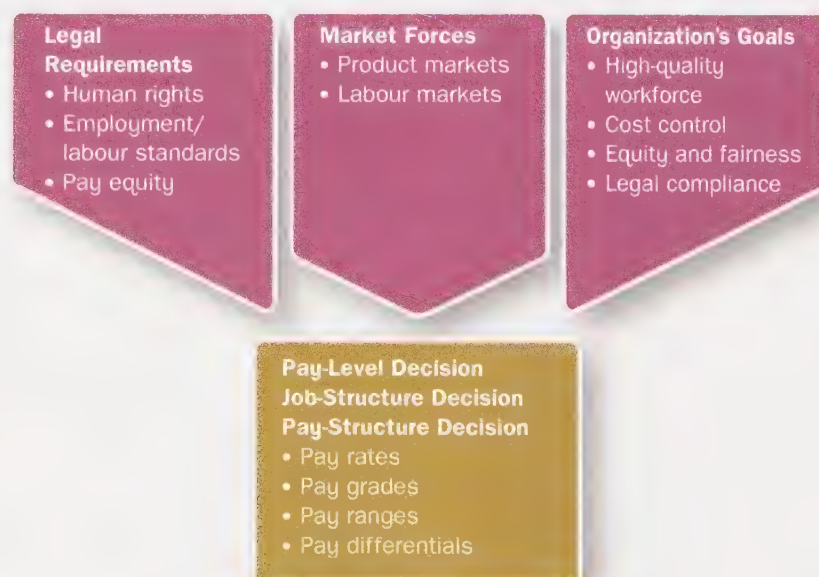 Legal
Requirements
• Human rights
• Employment/
labour standards
• Pay equity
Market Forces
• Product markets
• Labour markets
Organization's Goals
• High-quality
workforce
• Cost control
• Equity and fairness
• Legal compliance
Pay-Level Decision
Job-Structure Decision
Pay-Structure Decision
• Pay rates
• Pay grades
• Pay ranges
• Pay differentials